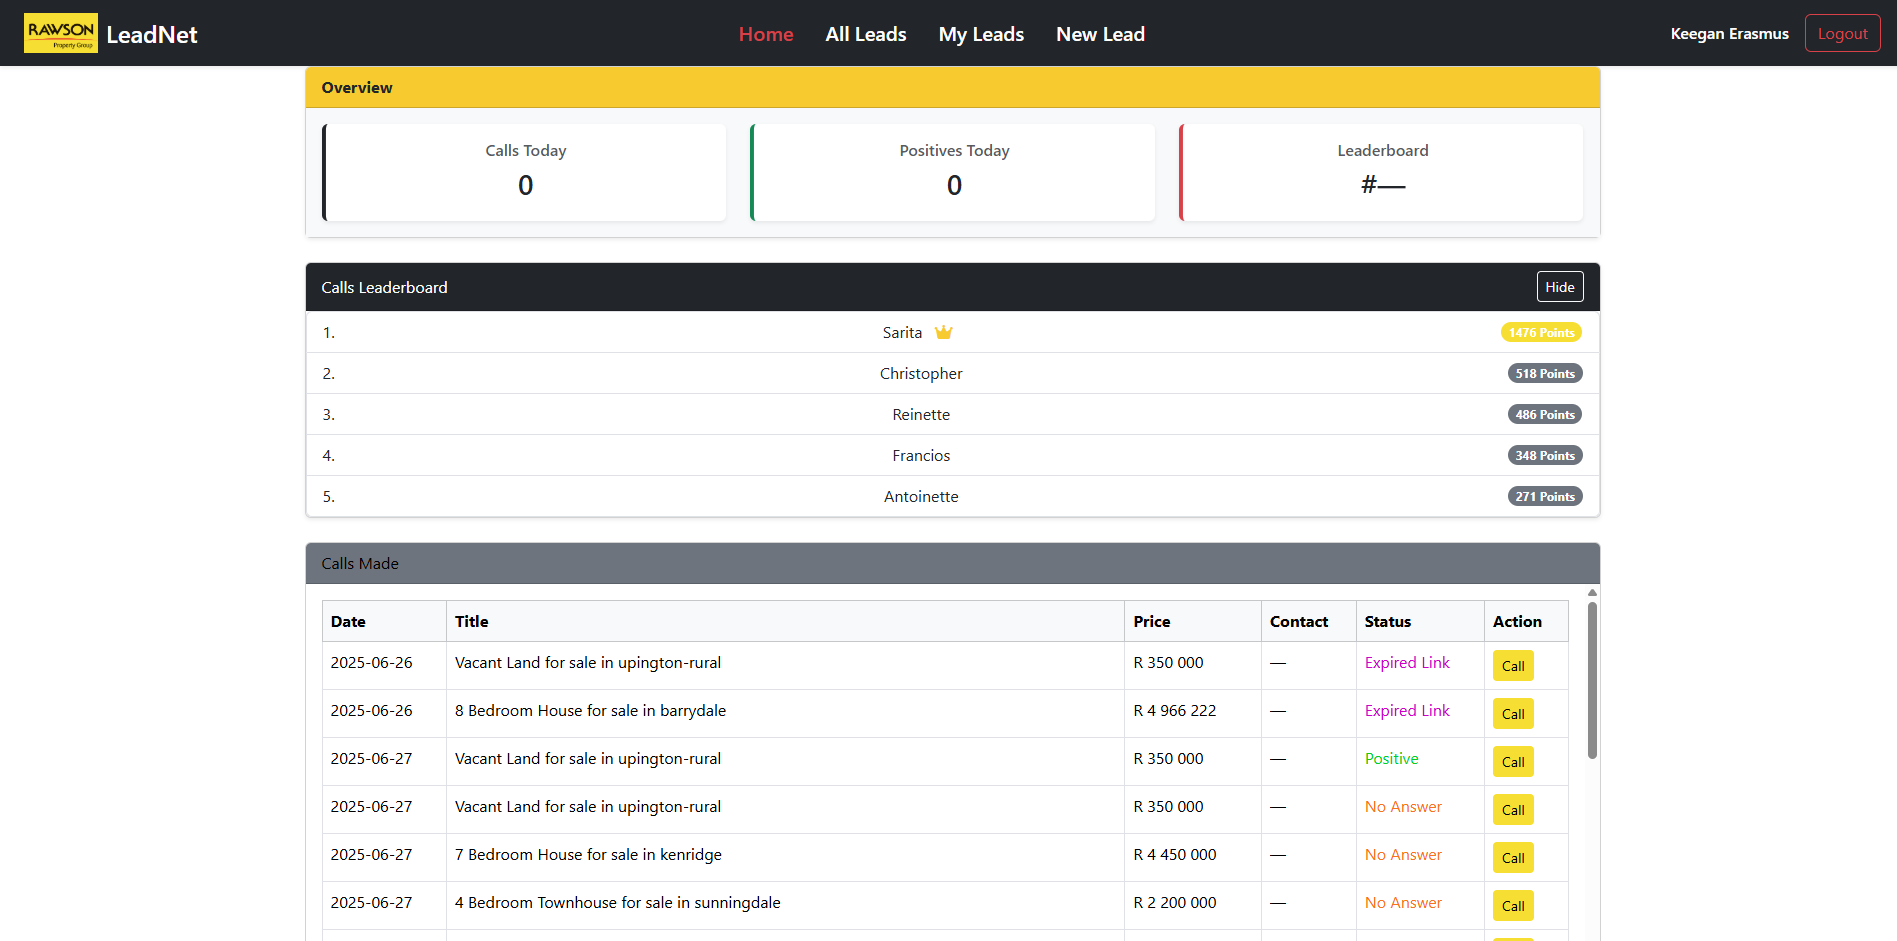 RAWSON
Property Group
LeadNet
Home All Leads My Leads New Lead
Keegan Erasmus Logout
Overview
Calls Today
0
Positives Today
0
Leaderboard
#—
Calls Leaderboard Hide
1. Sarita 1476 Points
2. Christopher 518 Points
3. Reinette 486 Points
4. Francios 348 Points
5. Antoinette 271 Points
Calls Made
Date Title Price Contact Status Action
2025-06-26 Vacant Land for sale in upington-rural R 350 000 — Expired Link Call
2025-06-26 8 Bedroom House for sale in barrydale R 4 966 222 — Expired Link Call
2025-06-27 Vacant Land for sale in upington-rural R 350 000 — Positive Call
2025-06-27 Vacant Land for sale in upington-rural R 350 000 — No Answer Call
2025-06-27 7 Bedroom House for sale in kenridge R 4 450 000 — No Answer Call
2025-06-27 4 Bedroom Townhouse for sale in sunningdale R 2 200 000 — No Answer Call